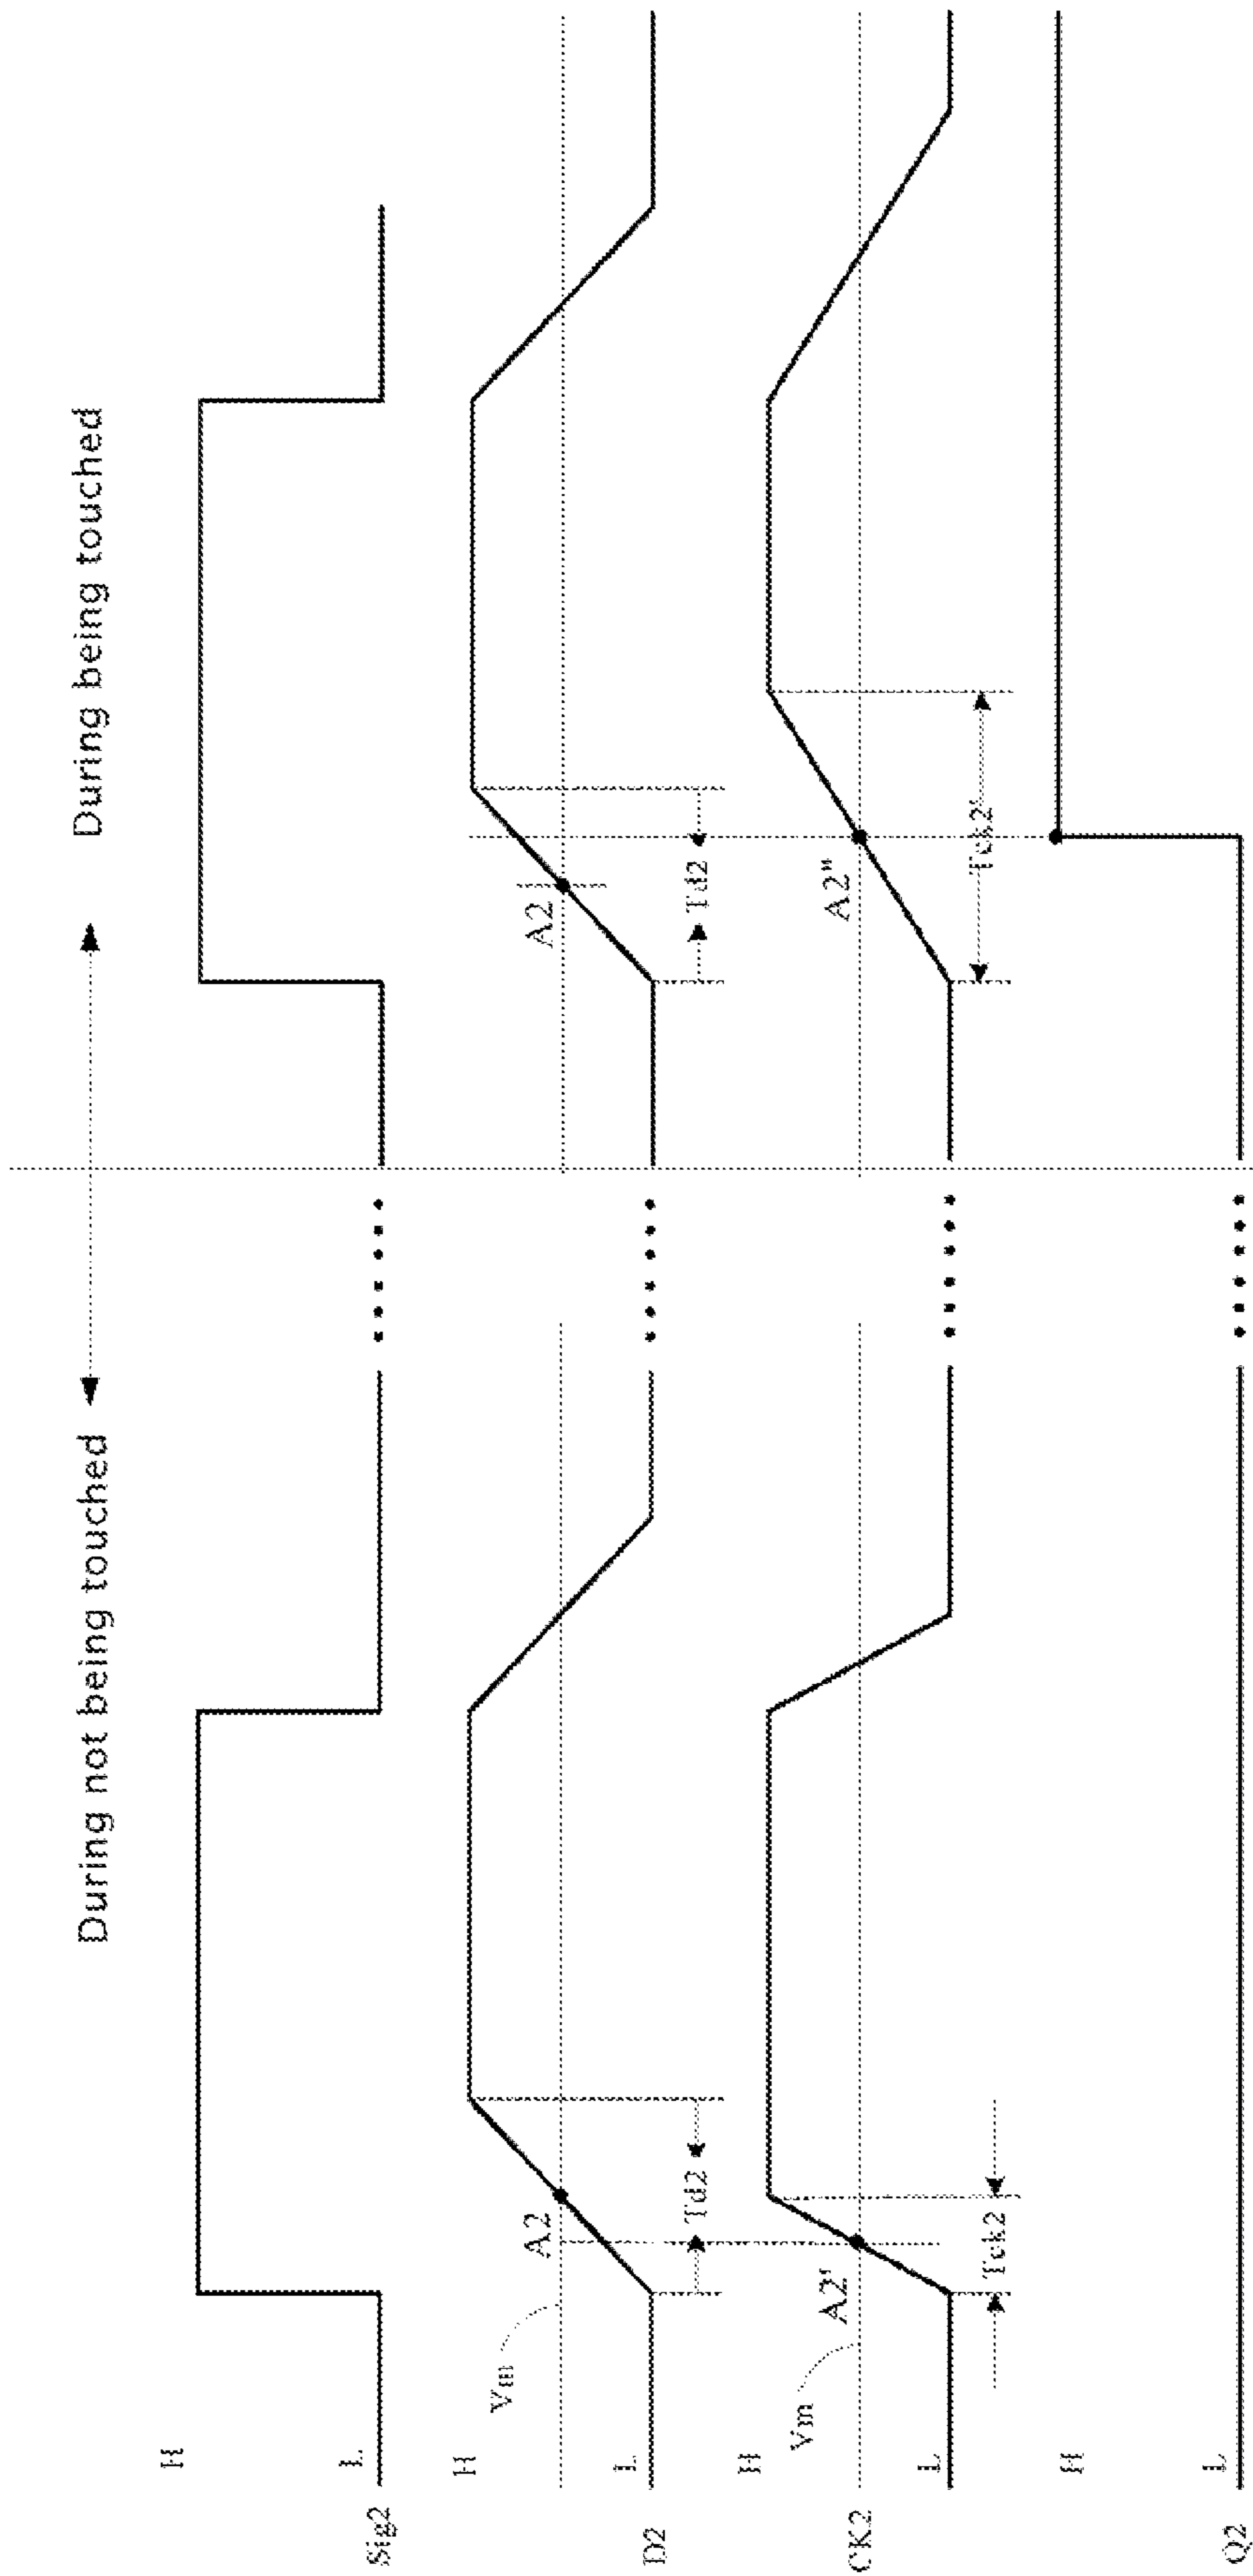 During not being touched
During being touched
H
L
Sig2
H
Vm
A2
Td2
A2
Td2
L
D2
H
Vm
A2'
A2"
CK2
L
Tck2
Tck2'
H
L
Q2